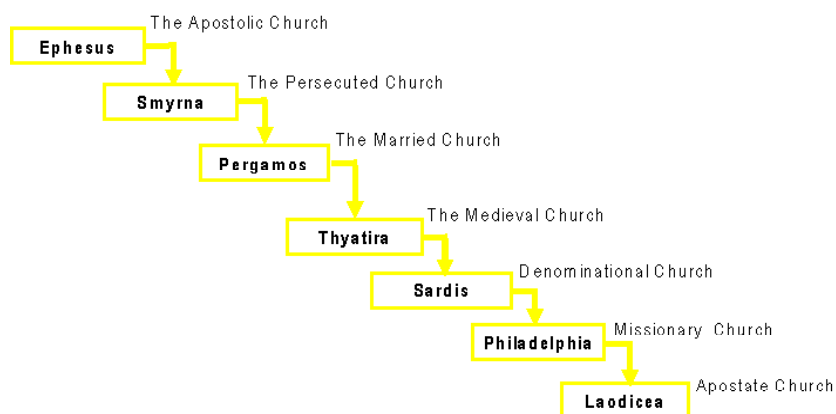 The Apostolic Church
Ephesus
The Persecuted Church
Smyrna
The Married Church
Pergamos
The Medieval Church
Thyatira
Denominational Church
Sardis
Missionary Church
Philadelphia
Apostate Church
Laodicea